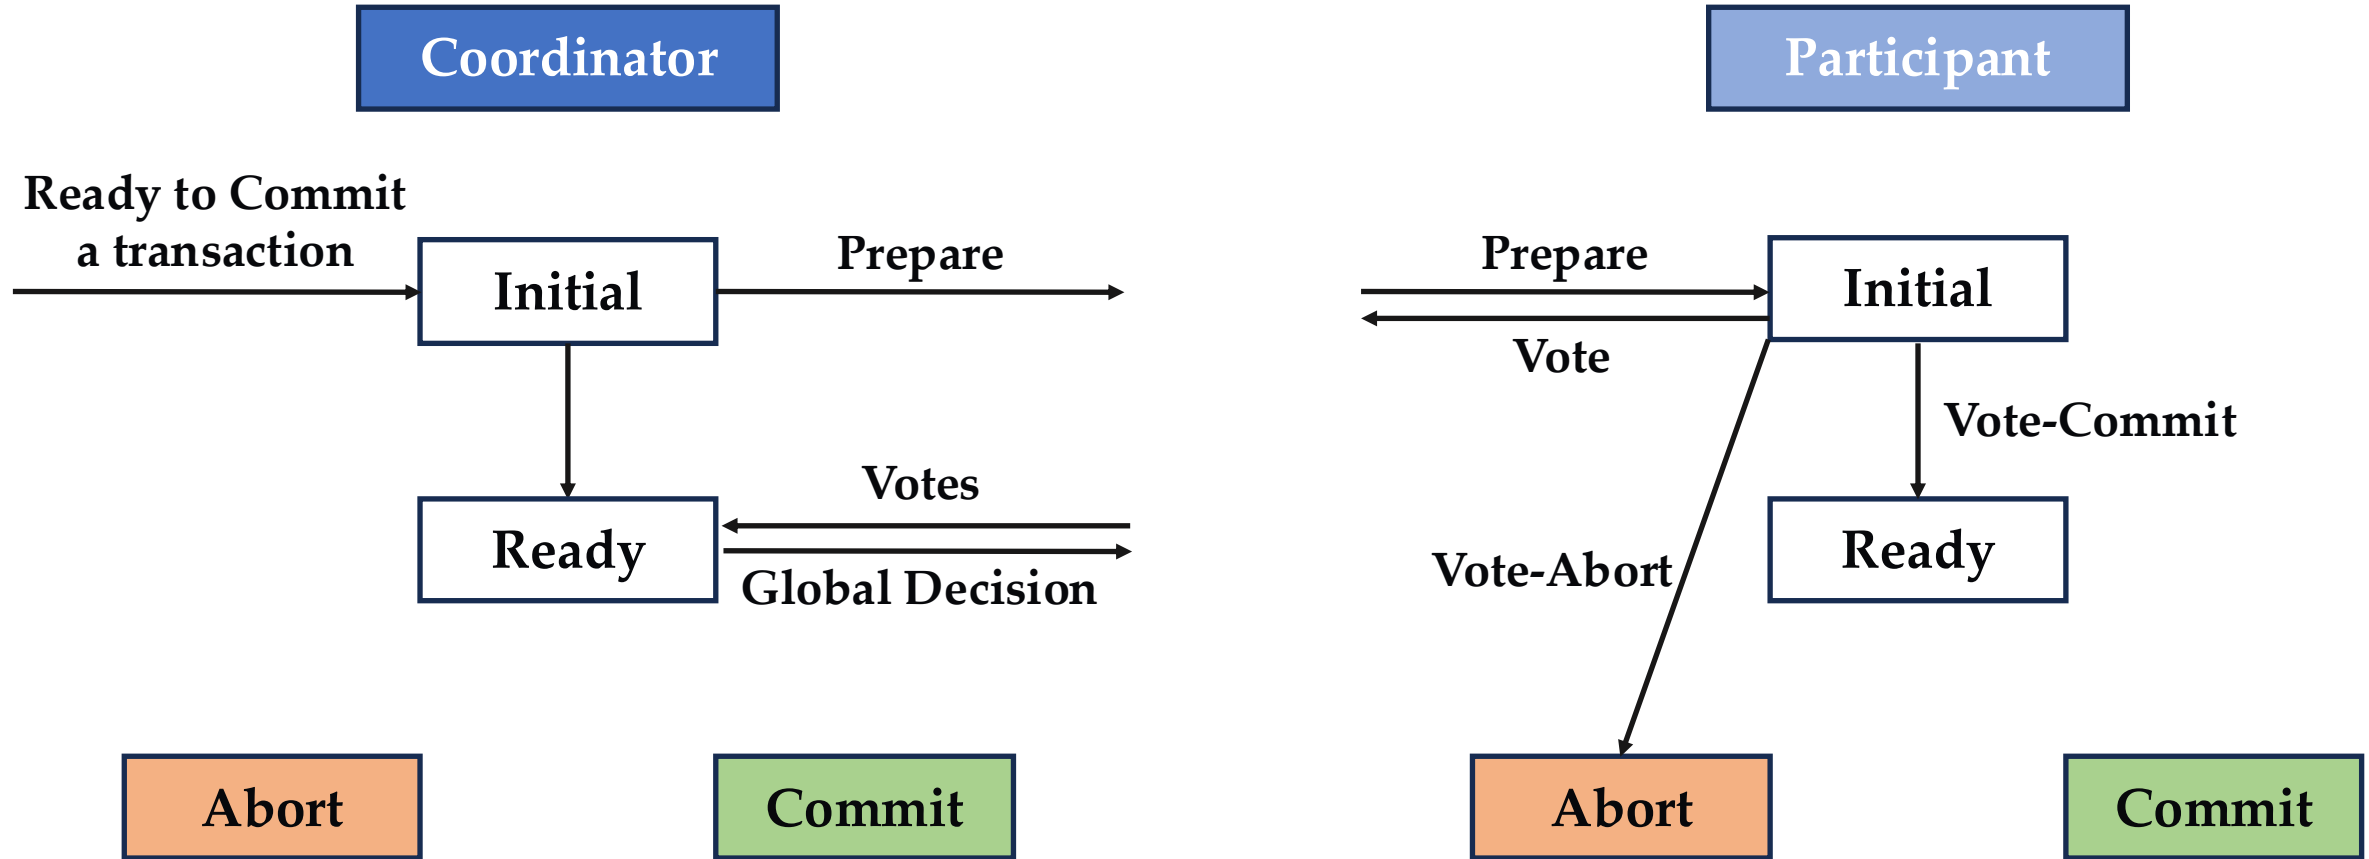 Coordinator
Participant
Ready to Commit
a transaction
Initial
Prepare
Prepare
Initial
Vote
Vote-Commit
Votes
Ready
Global Decision
Vote-Abort
Ready
Abort
Commit
Abort
Commit